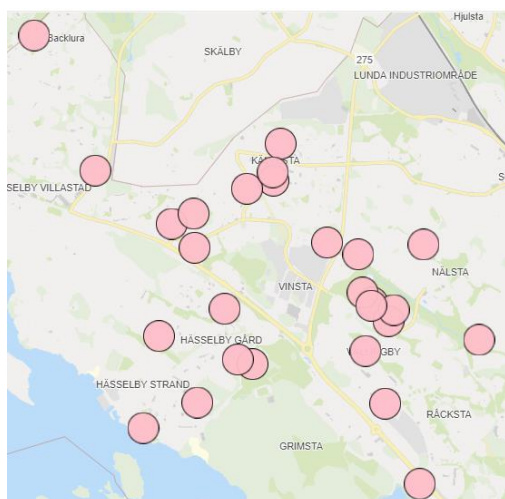 Hjulsta
Backlura
SKÄLBY
275
LUNDA INDUSTRIOMRÅDE
SELBY VILLASTAD
NÄLSTA
VINSTA
HÄSSELBY GÅRD
HÄSSELBY STRAND
RÅCKSTA
GRIMSTA